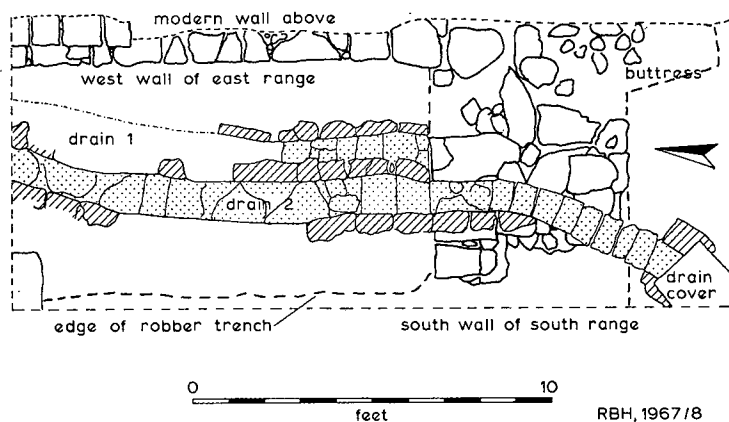 modern wall above
west wall of east range
buttress
drain 1
drain 2
drain
cover
edge of robber trench
south wall of south range
0
10
feet
RBH, 1967/8